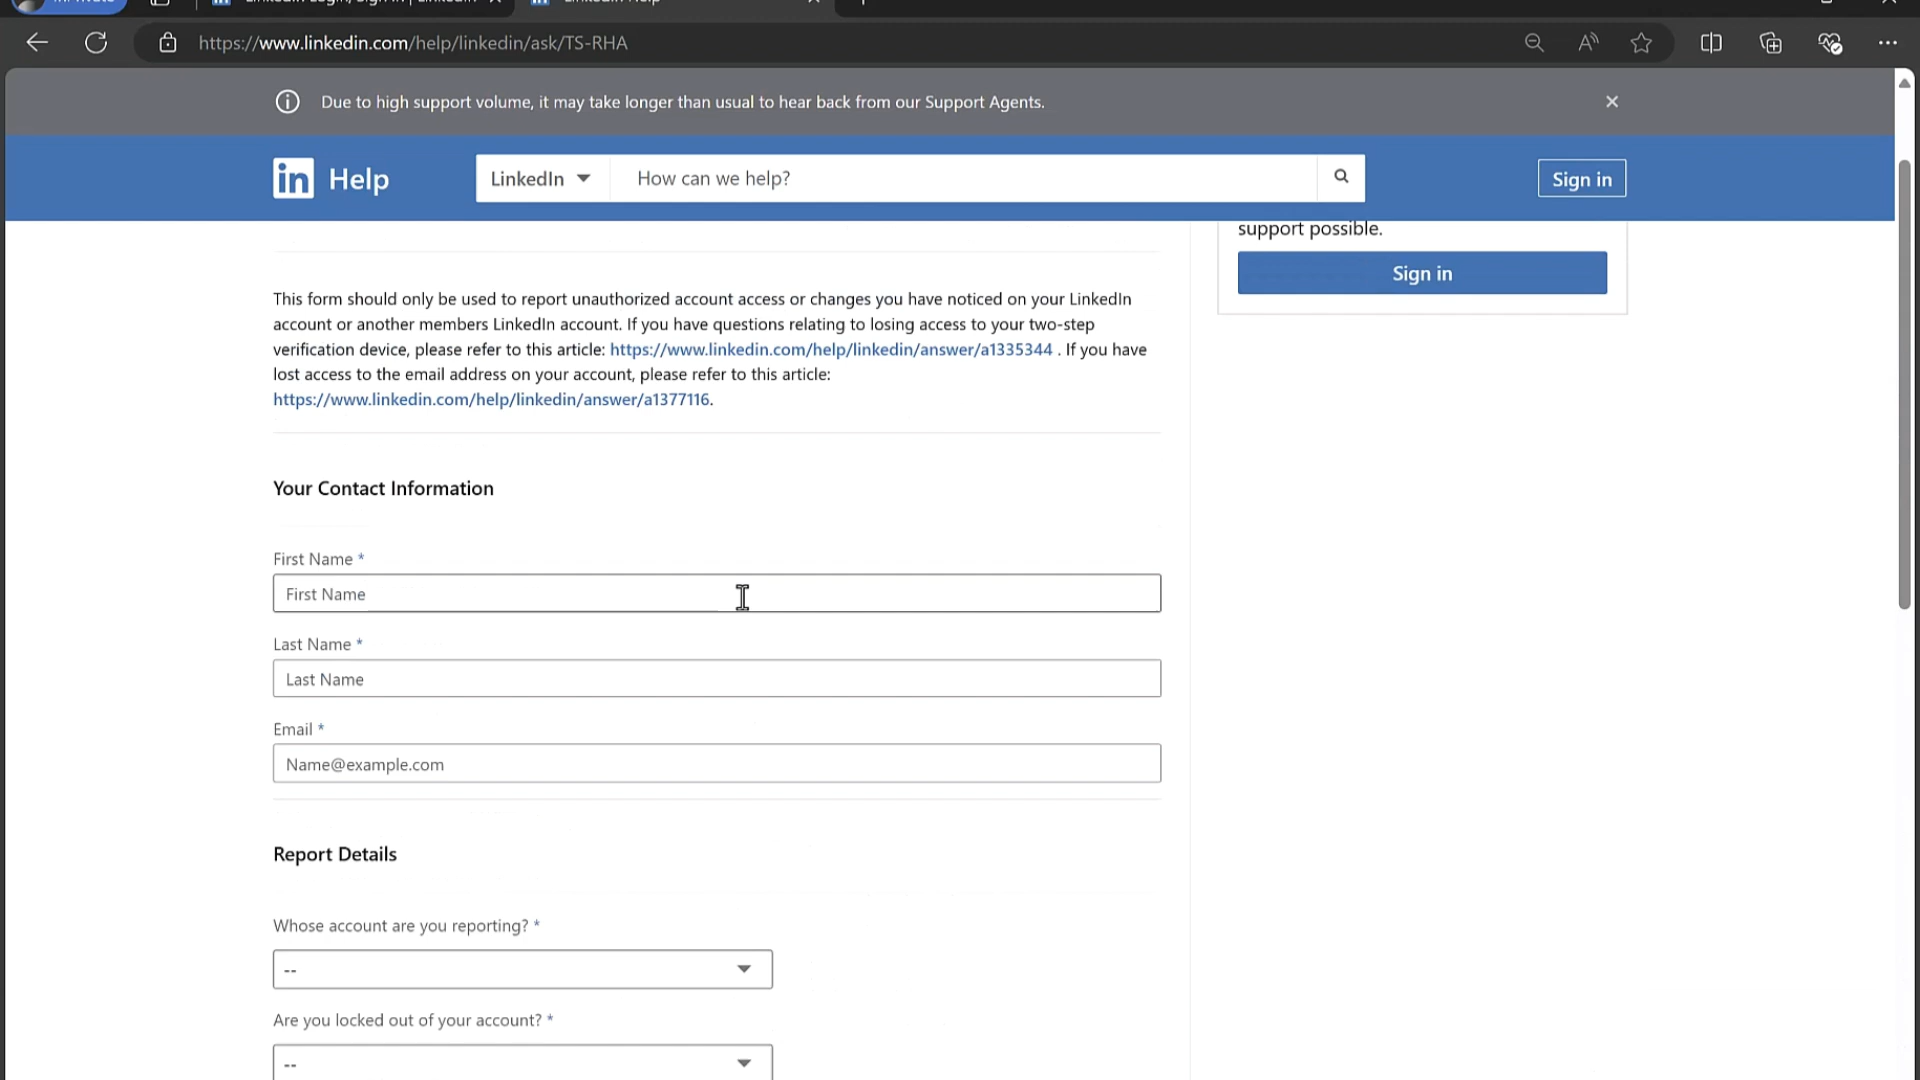 https://www.linkedin.com/help/linkedin/ask/TS-RHA
Due to high support volume, it may take longer than usual to hear back from our Support Agents.
in Help
LinkedIn
How can we help?
Sign in
support possible.
Sign in
This form should only be used to report unauthorized account access or changes you have noticed on your LinkedIn
account or another members LinkedIn account. If you have questions relating to losing access to your two-step
verification device, please refer to this article: https://www.linkedin.com/help/linkedin/answer/a1335344 . If you have
lost access to the email address on your account, please refer to this article:
https://www.linkedin.com/help/linkedin/answer/a1377116.
Your Contact Information
First Name *
First Name
Last Name *
Last Name
Email *
Name@example.com
Report Details
Whose account are you reporting? *
--
Are you locked out of your account? *
--